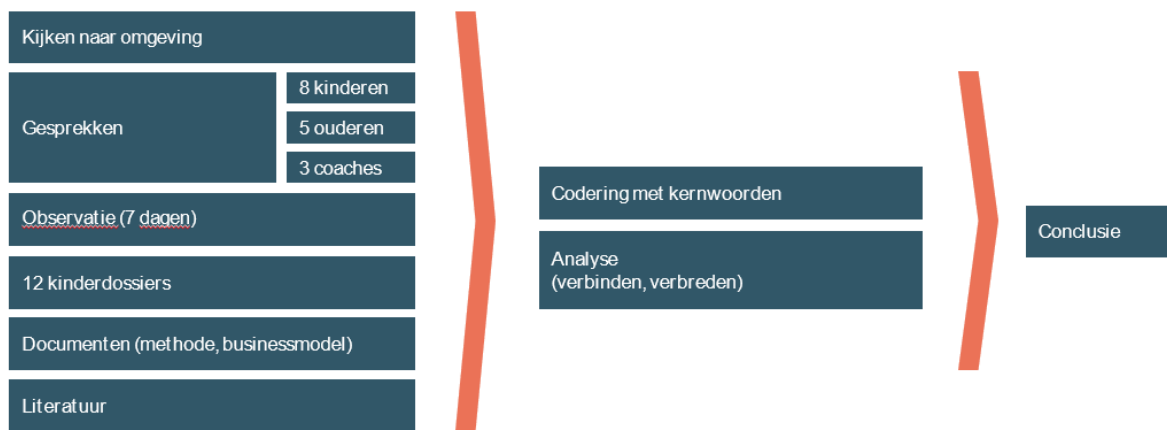 Kijken naar omgeving
Gesprekken
8 kinderen
5 ouderen
3 coaches
Observatie (7 dagen)
12 kinderdossiers
Documenten (methode, businessmodel)
Literatuur
Codering met kernwoorden
Analyse
(verbinden, verbreden)
Conclusie